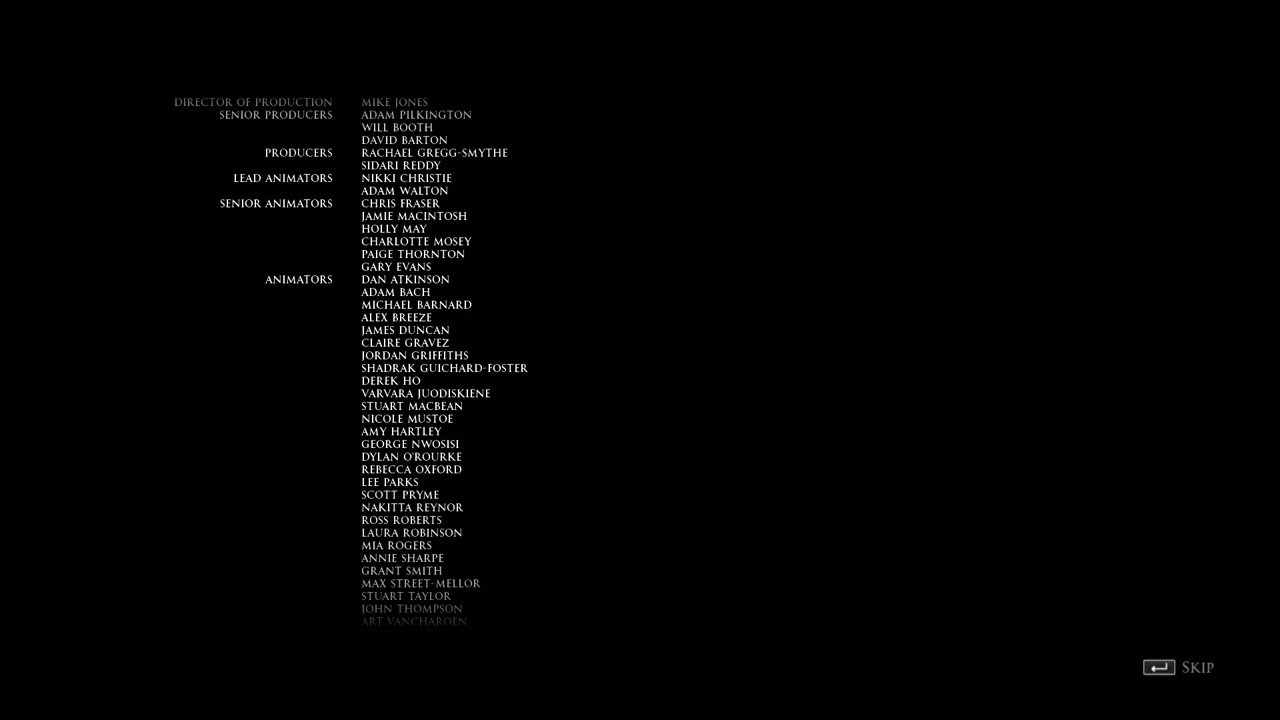 DIRECTOR OF PRODUCTION MIKE JONES
SENIOR PRODUCERS ADAM PILKINGTON
WILL BOOTH
DAVID BARTON
PRODUCERS RACHAEL GREGG-SMYTHE
SIDARI REDDY
LEAD ANIMATORS NIKKI CHRISTIE
ADAM WALTON
SENIOR ANIMATORS CHRIS FRASER
JAMIE MACINTOSH
HOLLY MAY
CHARLOTTE MOSEY
PAIGE THORNTON
GARY EVANS
ANIMATORS DAN ATKINSON
ADAM BACH
MICHAEL BARNARD
ALEX BREEZE
JAMES DUNCAN
CLAIRE GRAVEZ
JORDAN GRIFFITHS
SHADRAK GUICHARD-FOSTER
DEREK HO
VARVARA JUODISKIENE
STUART MACBEAN
NICOLE MUSTOE
AMY HARTLEY
GEORGE NWOSISI
DYLAN O'ROURKE
REBECCA OXFORD
LEE PARKS
SCOTT PRYME
NAKITTA REYNOR
ROSS ROBERTS
LAURA ROBINSON
MIA ROGERS
ANNIE SHARPE
GRANT SMITH
MAX STREET-MELLOR
STUART TAYLOR
JOHN THOMPSON
ART VANCHAROEN
SKIP